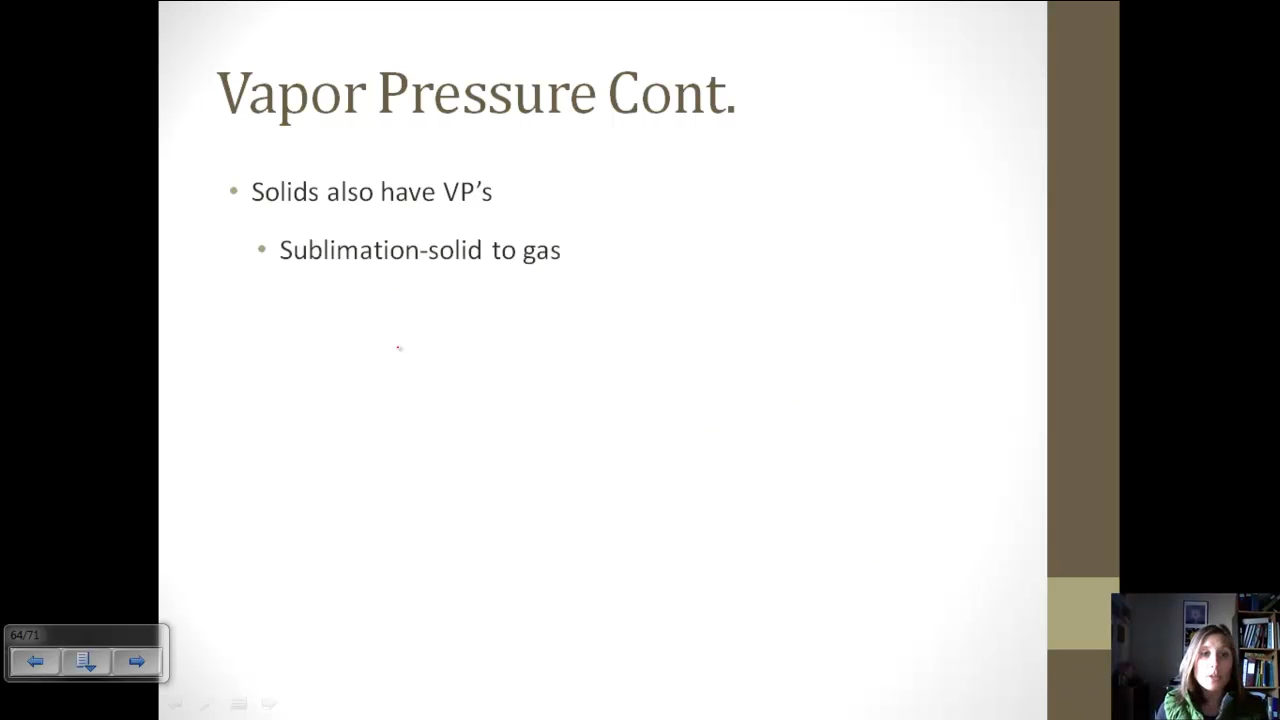 Vapor Pressure Cont.
• Solids also have VP’s
• Sublimation-solid to gas
64/71